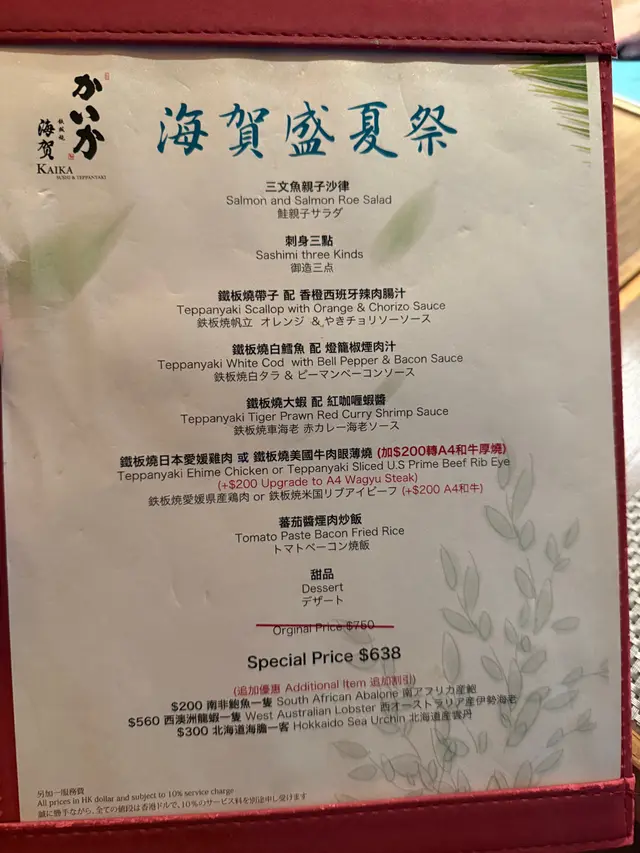 かいか
鉄板焼
海賀
KAIKA
SUSHI & TEPPANYAKI
海賀盛夏祭
三文魚親子沙律
Salmon and Salmon Roe Salad
鮭親子サラダ
刺身三點
Sashimi three Kinds
御造三点
鐵板燒帶子 配 香橙西班牙辣肉腸汁
Teppanyaki Scallop with Orange & Chorizo Sauce
鉄板焼帆立 オレンジ &やきチョリソーソース
鐵板燒白鱈魚 配 燈籠椒煙肉汁
Teppanyaki White Cod with Bell Pepper & Bacon Sauce
鉄板焼白タラ & ピーマンベーコンソース
鐵板燒大蝦 配 紅咖喱蝦醬
Teppanyaki Tiger Prawn Red Curry Shrimp Sauce
鉄板焼車海老 赤カレー海老ソース
鐵板燒日本愛媛雞肉 或 鐵板燒美國牛肉眼薄燒 (加$200轉A4和牛厚燒)
Teppanyaki Ehime Chicken or Teppanyaki Sliced U.S Prime Beef Rib Eye
(+$200 Upgrade to A4 Wagyu Steak)
鉄板焼愛媛県産鶏肉 or 鉄板焼米国リブアイビーフ (+$200 A4和牛)
蕃茄醬煙肉炒飯
Tomato Paste Bacon Fried Rice
トマトベーコン焼飯
甜品
Dessert
デザート
Orginal Price $750
Special Price $638
(追加優惠 Additional Item 追加割引)
$200 南非鮑魚一隻 South African Abalone 南アフリカ産鮑
$560 西澳洲龍蝦一隻 West Australian Lobster 西オーストラリア産伊勢海老
$300 北海道海膽一客 Hokkaido Sea Urchin 北海道産雲丹
另加一服務費
All prices in HK dollar and subject to 10% service charge
誠に勝手ながら、全ての値段は香港ドルで、10%のサービス料を別途申し受けます